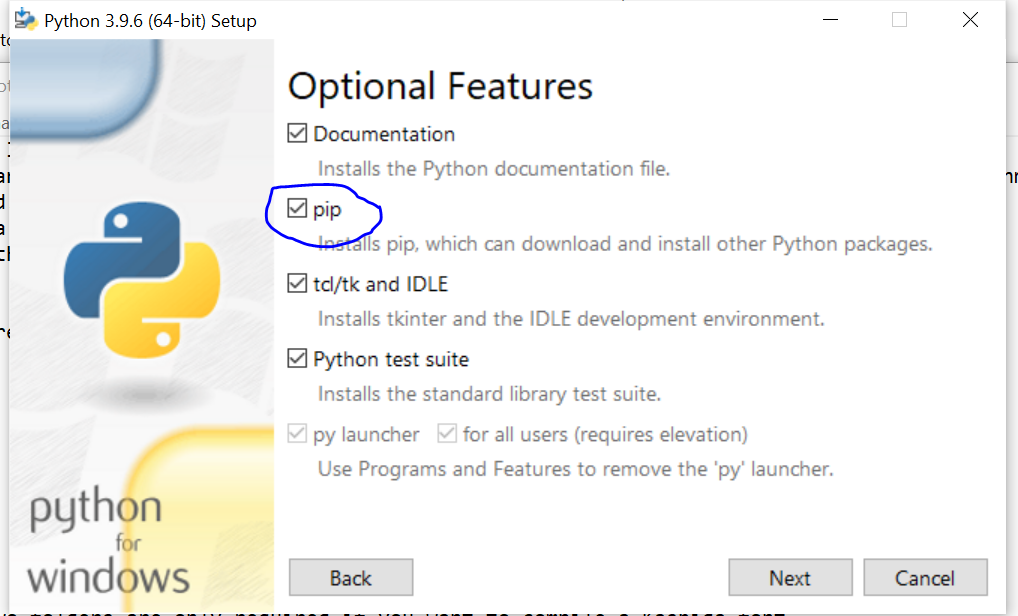 Python 3.9.6 (64-bit) Setup
Optional Features
Documentation
Installs the Python documentation file.
pip
Installs pip, which can download and install other Python packages.
tcl/tk and IDLE
Installs tkinter and the IDLE development environment.
Python test suite
Installs the standard library test suite.
py launcher for all users (requires elevation)
Use Programs and Features to remove the 'py' launcher.
python
for
windows
Back Next Cancel